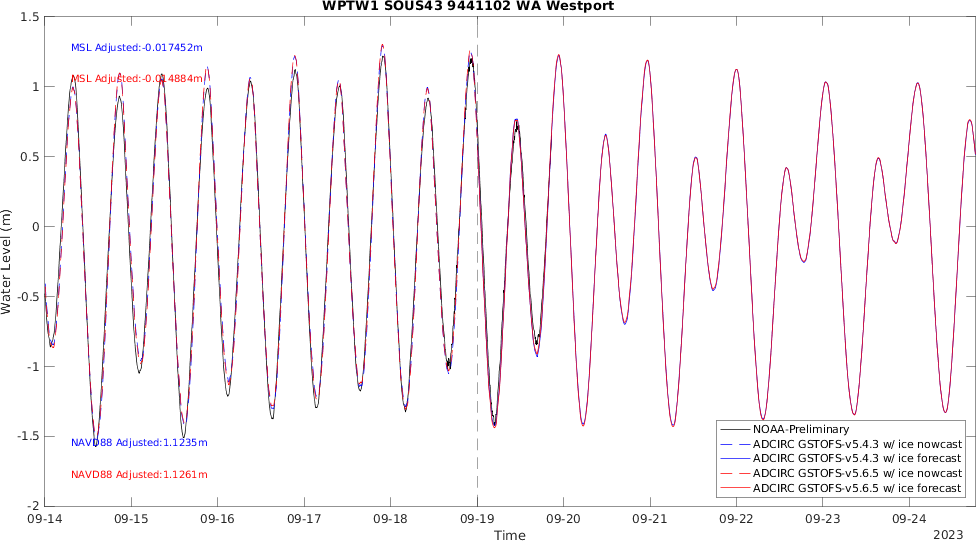 WPTW1 SOUS43 9441102 WA Westport
1.5
1
0.5
0
-0.5
-1
-1.5
-2
Water Level (m)
MSL Adjusted:-0.017452m
MSL Adjusted:-0.014884m
NAVD88 Adjusted:1.1235m
NAVD88 Adjusted:1.1261m
NOAA-Preliminary
ADCIRC GSTOFS-v5.4.3 w/ ice nowcast
ADCIRC GSTOFS-v5.4.3 w/ ice forecast
ADCIRC GSTOFS-v5.6.5 w/ ice nowcast
ADCIRC GSTOFS-v5.6.5 w/ ice forecast
09-14 09-15 09-16 09-17 09-18 09-19 09-20 09-21 09-22 09-23 09-24
Time
2023